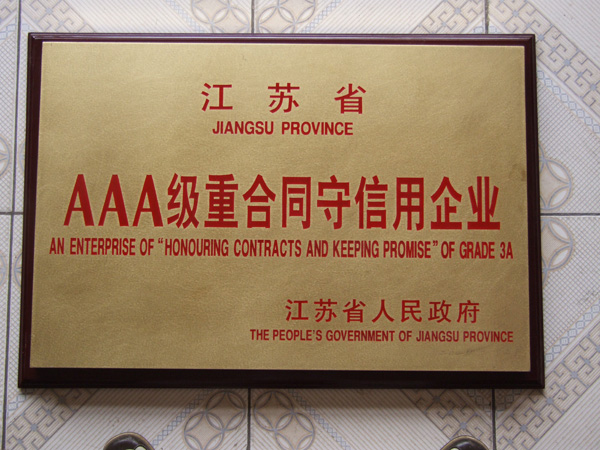 江苏省
JIANGSU PROVINCE
AAA级重合同守信用企业
AN ENTERPRISE OF "HONOURING CONTRACTS AND KEEPING PROMISE" OF GRADE 3A
江苏省人民政府
THE PEOPLE'S GOVERNMENT OF JIANGSU PROVINCE